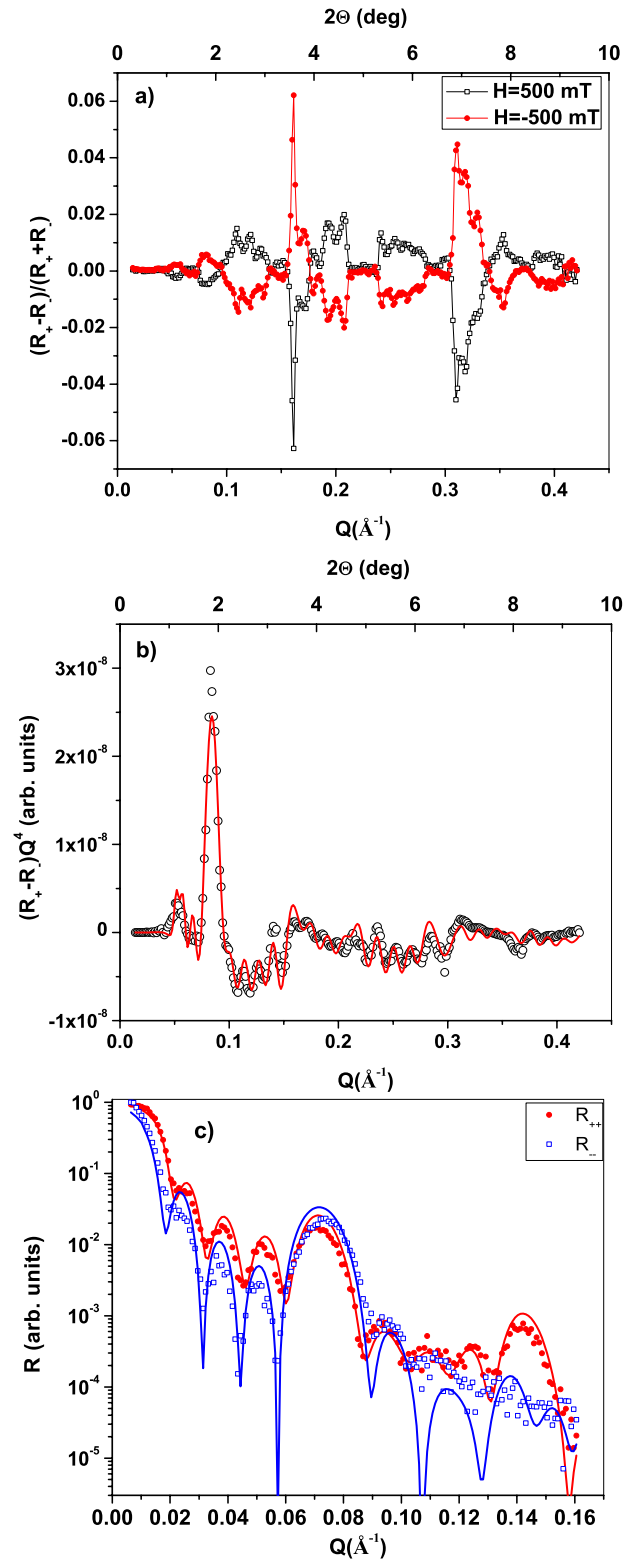 2Θ (deg)
0 2 4 6 8 10
a)
H=500 mT
H=-500 mT
0.06
0.04
0.02
0.00
-0.02
-0.04
-0.06
(R₊-R₋)/(R₊+R₋)
0.0 0.1 0.2 0.3 0.4
Q(Å⁻¹)
2Θ (deg)
0 2 4 6 8 10
b)
3x10⁻⁸
2x10⁻⁸
1x10⁻⁸
0
-1x10⁻⁸
(R₊-R₋)Q⁴ (arb. units)
0.0 0.1 0.2 0.3 0.4
Q(Å⁻¹)
c)
R₊₊
R₋₋
10⁰
10⁻¹
10⁻²
10⁻³
10⁻⁴
10⁻⁵
R (arb. units)
0.00 0.02 0.04 0.06 0.08 0.10 0.12 0.14 0.16
Q(Å⁻¹)